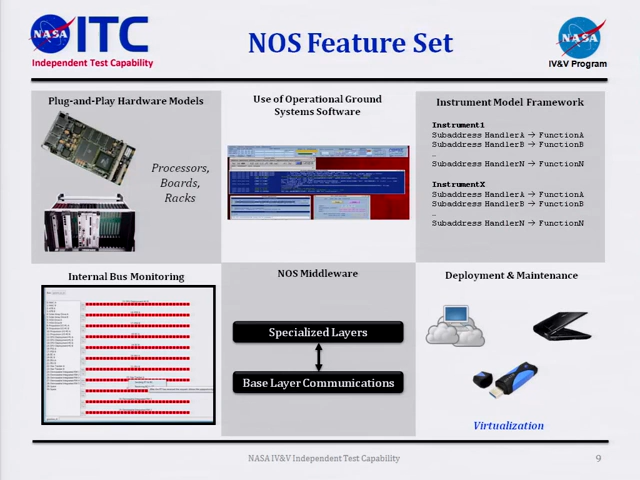 NASA
ITC
Independent Test Capability
NOS Feature Set
NASA
IV&V Program
Plug-and-Play Hardware Models
Processors,
Boards,
Racks
Use of Operational Ground
Systems Software
Instrument Model Framework
Instrument1
Subaddress HandlerA → FunctionA
Subaddress HandlerB → FunctionB
…
Subaddress HandlerN → FunctionN
InstrumentX
Subaddress HandlerA → FunctionA
Subaddress HandlerB → FunctionB
…
Subaddress HandlerN → FunctionN
Internal Bus Monitoring
NOS Middleware
Specialized Layers
Base Layer Communications
Deployment & Maintenance
Virtualization
NASA IV&V Independent Test Capability
9